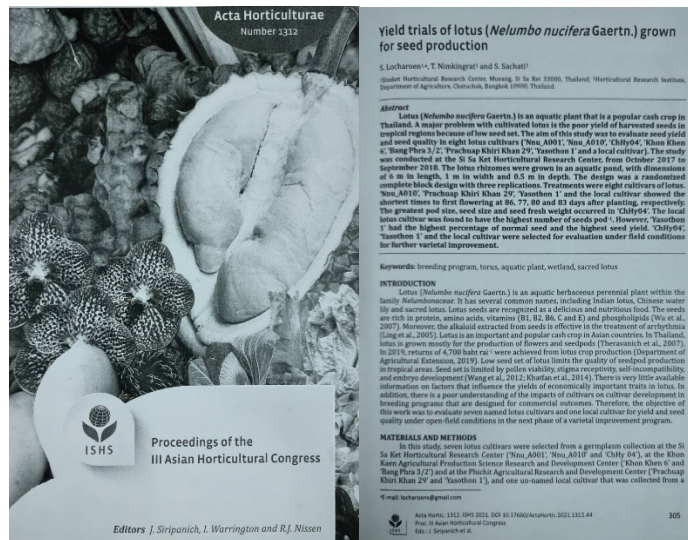 Acta Horticulturae
Number 1312
ISHS
Proceedings of the
III Asian Horticultural Congress
Editors J. Siripanich, I. Warrington and R.J. Nissen
Yield trials of lotus (Nelumbo nucifera Gaertn.) grown
for seed production
S. Locharoen¹,ᵃ, T. Nimkingrat¹ and S. Sachati²
¹Sisaket Horticultural Research Center, Mueang, Si Sa Ket 33000, Thailand; ²Horticultural Research Institute,
Department of Agriculture, Chatuchak, Bangkok 10900, Thailand.
Abstract
Lotus (Nelumbo nucifera Gaertn.) is an aquatic plant that is a popular cash crop in
Thailand. A major problem with cultivated lotus is the poor yield of harvested seeds in
tropical regions because of low seed set. The aim of this study was to evaluate seed yield
and seed quality in eight lotus cultivars ('Nnu_A001', 'Nnu_A010', 'ChHy04', 'Khon Khen
6', 'Bang Phra 3/2', 'Prachuap Khiri Khan 29', 'Yasothon 1' and a local cultivar). The study
was conducted at the Si Sa Ket Horticultural Research Center, from October 2017 to
September 2018. The lotus rhizomes were grown in an aquatic pond, with dimensions
of 6 m in length, 1 m in width and 0.5 m in depth. The design was a randomized
complete block design with three replications. Treatments were eight cultivars of lotus.
'Nnu_A010', 'Prachuap Khiri Khan 29', 'Yasothon 1' and the local cultivar showed the
shortest times to first flowering at 86, 77, 80 and 83 days after planting, respectively.
The greatest pod size, seed size and seed fresh weight occurred in 'ChHy04'. The local
lotus cultivar was found to have the highest number of seeds pod⁻¹. However, 'Yasothon
1' had the highest percentage of normal seed and the highest seed yield. 'ChHy04',
'Yasothon 1' and the local cultivar were selected for evaluation under field conditions
for further varietal improvement.
Keywords: breeding program, torus, aquatic plant, wetland, sacred lotus
INTRODUCTION
Lotus (Nelumbo nucifera Gaertn.) is an aquatic herbaceous perennial plant within the
family Nelumbonaceae. It has several common names, including Indian lotus, Chinese water
lily and sacred lotus. Lotus seeds are recognized as a delicious and nutritious food. The seeds
are rich in protein, amino acids, vitamins (B1, B2, B6, C and E) and phospholipids (Wu et al.,
2007). Moreover, the alkaloid extracted from seeds is effective in the treatment of arrhythmia
(Ling et al., 2005). Lotus is an important and popular cash crop in Asian countries. In Thailand,
lotus is grown mostly for the production of flowers and seedpods (Theravanich et al., 2007).
In 2019, returns of 4,700 baht rai⁻¹ were achieved from lotus crop production (Department of
Agricultural Extension, 2019). Low seed set of lotus limits the quality of seedpod production
in tropical areas. Seed set is limited by pollen viability, stigma receptivity, self-incompatibility,
and embryo development (Wang et al., 2012; Khatfan et al., 2014). There is very little available
information on factors that influence the yields of economically important traits in lotus. In
addition, there is a poor understanding of the impacts of cultivars on cultivar development in
breeding programs that are designed for commercial outcomes. Therefore, the objective of
this work was to evaluate seven named lotus cultivars and one local cultivar for yield and seed
quality under open-field conditions in the next phase of a varietal improvement program.
MATERIALS AND METHODS
In this study, seven lotus cultivars were selected from a germplasm collection at the Si
Sa Ket Horticultural Research Center ('Nnu_A001', 'Nnu_A010' and 'ChHy 04'), at the Khon
Kaen Agricultural Production Science Research and Development Center ('Khon Khen 6' and
'Bang Phra 3/2') and at the Phichit Agricultural Research and Development Center ('Prachuap
Khiri Khan 29' and 'Yasothon 1'), and one un-named local cultivar that was collected from a
ᵃE-mail: locharoens@gmail.com
Acta Hortic. 1312. ISHS 2021. DOI 10.17660/ActaHortic.2021.1312.44
Proc. III Asian Horticultural Congress
Eds.: J. Siripanich et al.
305